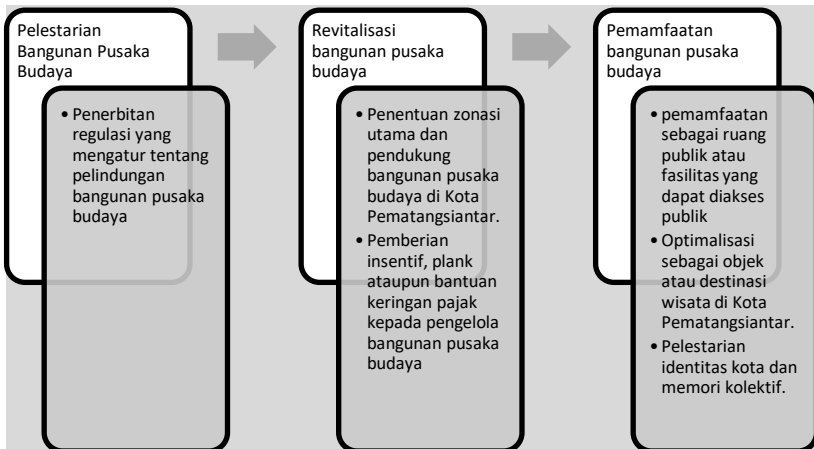 Pelestarian
Bangunan Pusaka
Budaya
• Penerbitan
regulasi yang
mengatur tentang
pelindungan
bangunan pusaka
budaya
Revitalisasi
bangunan pusaka
budaya
• Penentuan zonasi
utama dan
pendukung
bangunan pusaka
budaya di Kota
Pematangsiantar.
• Pemberian
insentif, plank
ataupun bantuan
keringan pajak
kepada pengelola
bangunan pusaka
budaya
Pemamfaatan
bangunan pusaka
budaya
• pemamfaatan
sebagai ruang
publik atau
fasilitas yang
dapat diakses
publik
• Optimalisasi
sebagai objek
atau destinasi
wisata di Kota
Pematangsiantar.
• Pelestarian
identitas kota dan
memori kolektif.